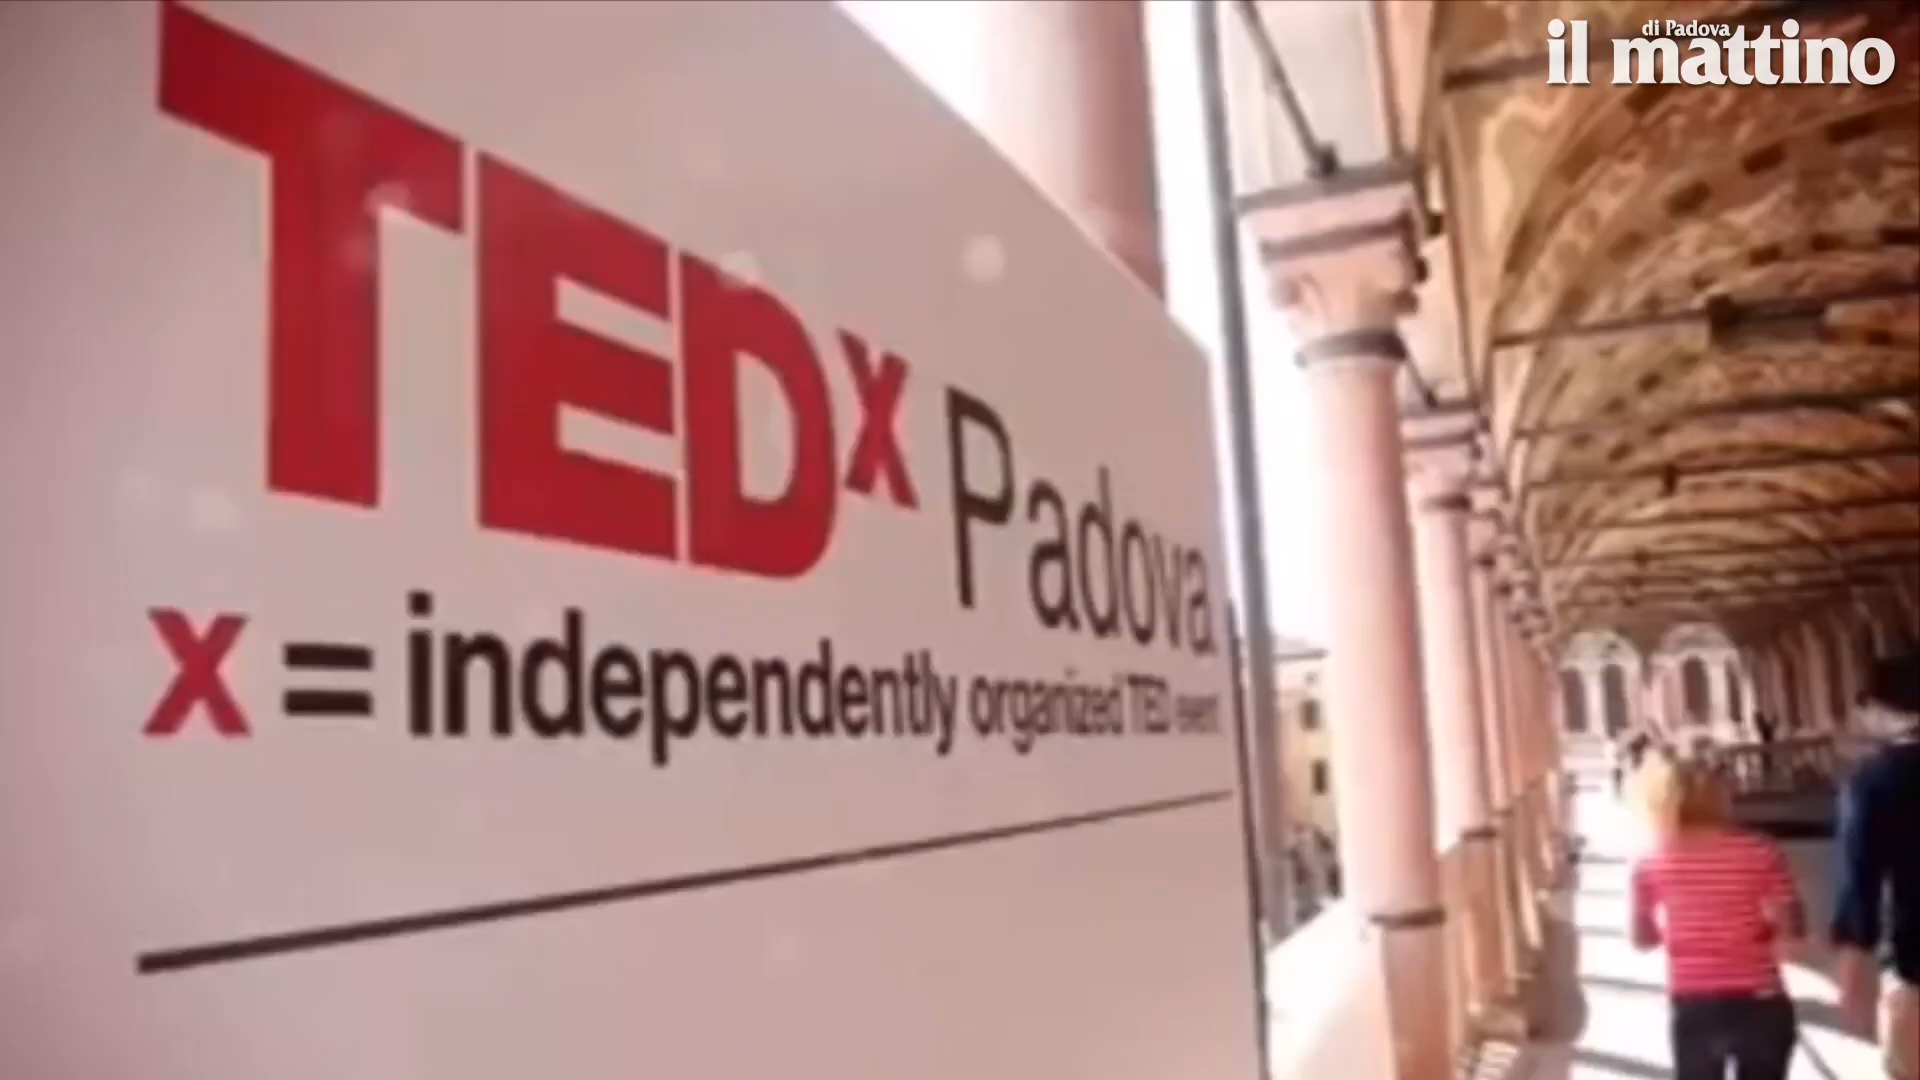 di Padova
il mattino
TEDx Padova
x = independently organized TED event